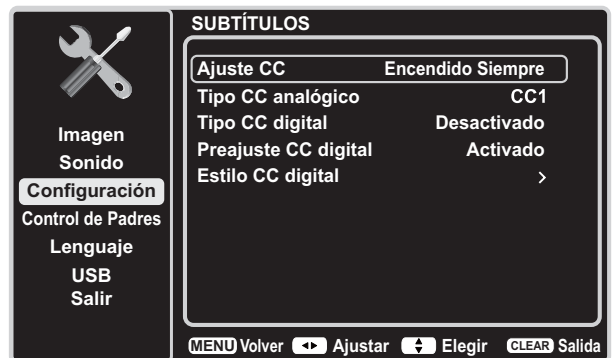 SUBTÍTULOS
Ajuste CC Encendido Siempre
Tipo CC analógico CC1
Tipo CC digital Desactivado
Preajuste CC digital Activado
Estilo CC digital >
Imagen
Sonido
Configuración
Control de Padres
Lenguaje
USB
Salir
MENU Volver Ajustar Elegir CLEAR Salida